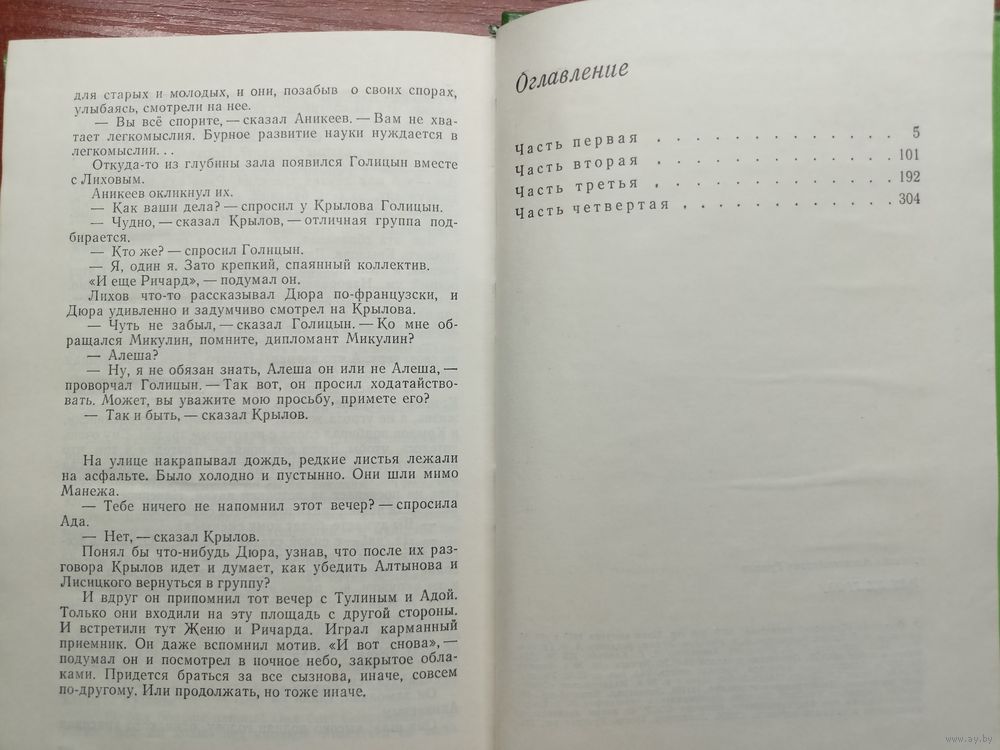 для старых и молодых, и они, позабыв о своих спорах,
улыбаясь, смотрели на нее.
— Вы всё спорите, — сказал Аникеев. — Вам не хва-
тает легкомыслия. Бурное развитие науки нуждается в
легкомыслии. . .
Откуда-то из глубины зала появился Голицын вместе
с Лиховым.
Аникеев окликнул их.
— Как ваши дела? — спросил у Крылова Голицын.
— Чудно, — сказал Крылов, — отличная группа под-
бирается.
— Кто же? — спросил Голицын.
— Я, один я. Зато крепкий, спаянный коллектив.
«И еще Ричард», — подумал он.
Лихов что-то рассказывал Дюра по-французски, и
Дюра удивленно и задумчиво смотрел на Крылова.
— Чуть не забыл, — сказал Голицын. — Ко мне об-
ращался Микулин, помните, дипломант Микулин?
— Алеша?
— Ну, я не обязан знать, Алеша он или не Алеша, —
проворчал Голицын. — Так вот, он просил ходатайство-
вать. Может, вы уважите мою просьбу, примете его?
— Так и быть, — сказал Крылов.
На улице накрапывал дождь, редкие листья лежали
на асфальте. Было холодно и пустынно. Они шли мимо
Манежа.
— Тебе ничего не напомнил этот вечер? — спросила
Ада.
— Нет, — сказал Крылов.
Понял бы что-нибудь Дюра, узнав, что после их раз-
говора Крылов идет и думает, как убедить Алтынова и
Лисицкого вернуться в группу?
И вдруг он припомнил тот вечер с Тулиным и Адой.
Только они входили на эту площадь с другой стороны.
И встретили тут Женю и Ричарда. Играл карманный
приемник. Он даже вспомнил мотив. «И вот снова», —
подумал он и посмотрел в ночное небо, закрытое обла-
ками. Придется браться за все сызнова, иначе, совсем
по-другому. Или продолжать, но тоже иначе.
Оглавление
Часть первая . . . . . . . . . . . . 5
Часть вторая . . . . . . . . . . . . 101
Часть третья . . . . . . . . . . . . 192
Часть четвертая . . . . . . . . . . . 304
www.ay.by